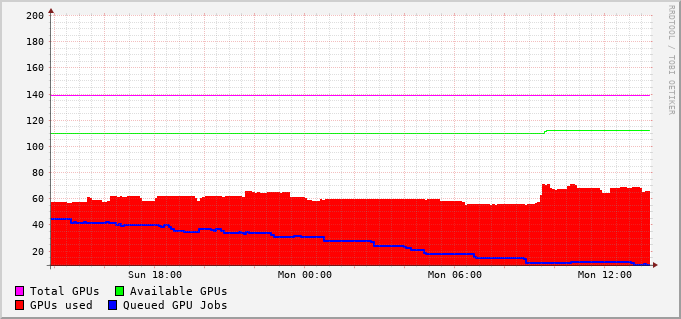 200
180
160
140
120
100
80
60
40
20
Sun 18:00 Mon 00:00 Mon 06:00 Mon 12:00
Total GPUs Available GPUs
GPUs used Queued GPU Jobs
RRDTOOL / TOBI OETIKER